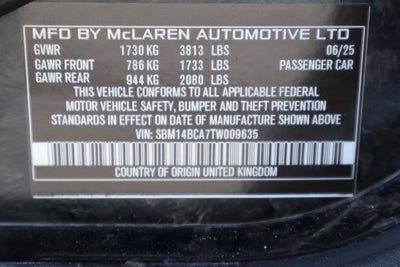 MFD BY McLAREN AUTOMOTIVE LTD
GVWR 1730 KG 3813 LBS 06/25
GAWR FRONT 786 KG 1733 LBS PASSENGER CAR
GAWR REAR 944 KG 2080 LBS
THIS VEHICLE CONFORMS TO ALL APPLICABLE FEDERAL
MOTOR VEHICLE SAFETY, BUMPER AND THEFT PREVENTION
STANDARDS IN EFFECT ON DATE OF MANUFACTURE SHOWN ABOVE
VIN: SBM14BCA7TW009635
COUNTRY OF ORIGIN UNITED KINGDOM